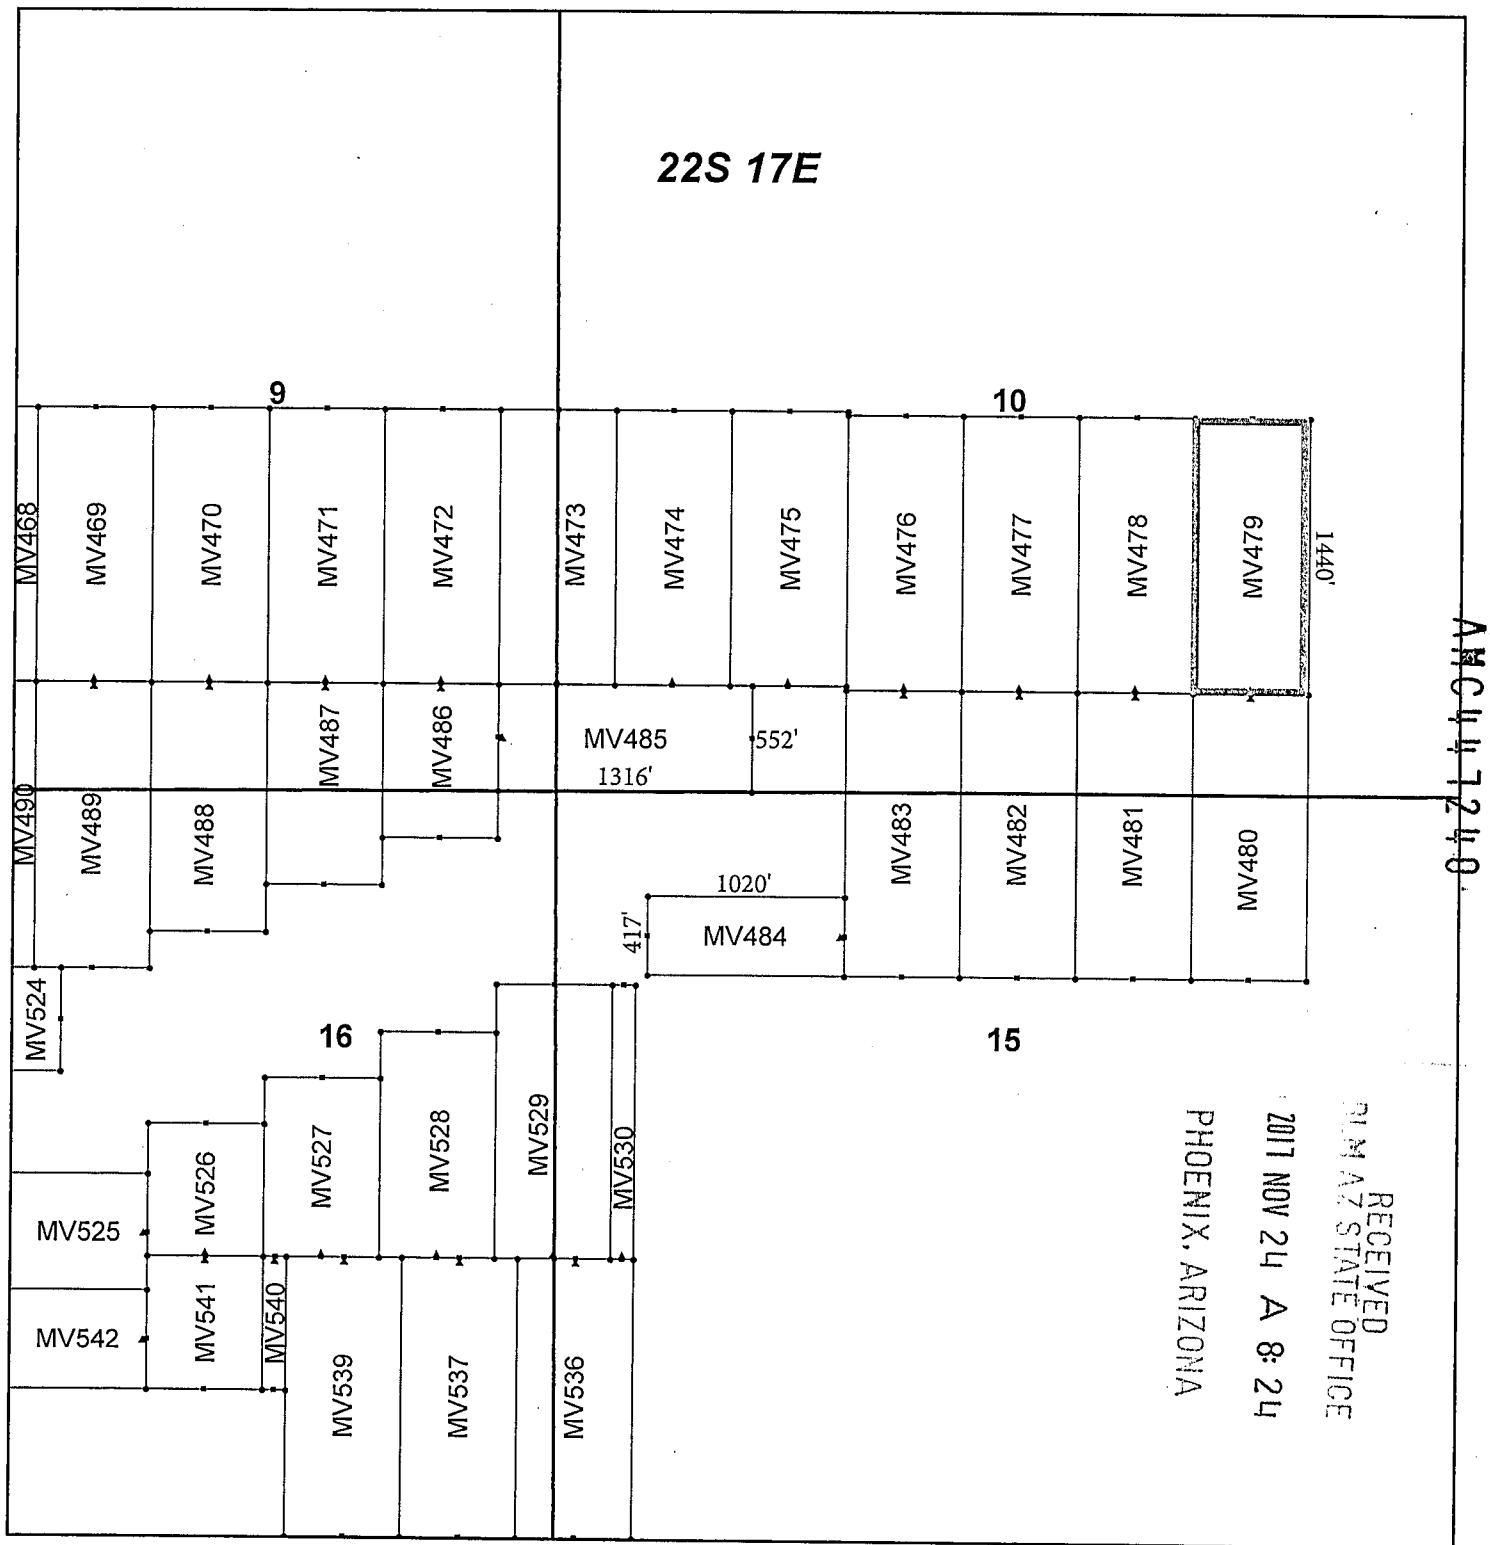 22S 17E
9
10
MV468
MV469
MV470
MV471
MV472
MV473
MV474
MV475
MV476
MV477
MV478
MV479
1440'
AMC447240
MV487
MV486
MV485
552'
1316'
MV490
MV489
MV488
MV483
MV482
MV481
MV480
1020'
417'
MV484
MV524
16
15
MV529
MV528
MV527
MV530
MV526
MV525
MV541
MV540
MV542
MV539
MV537
MV536
RECEIVED
BLM AZ STATE OFFICE
2017 NOV 24 A 8:24
PHOENIX, ARIZONA